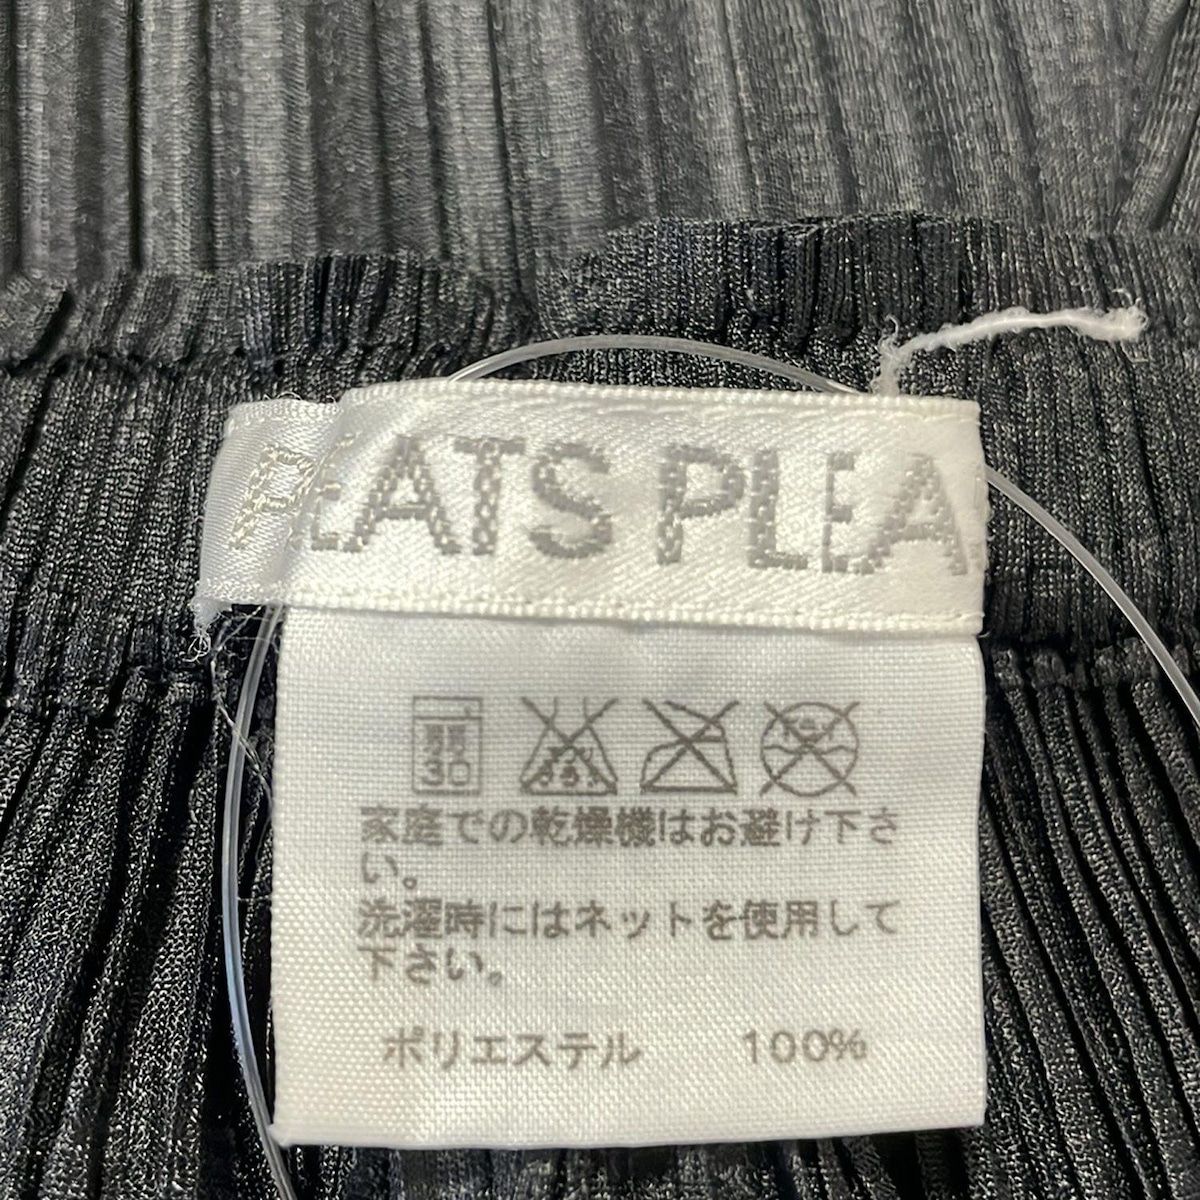 PLEATS PLEA
弱
30
家庭での乾燥機はお避け下さ
い。
洗濯時にはネットを使用して
下さい。
ポリエステル 100%